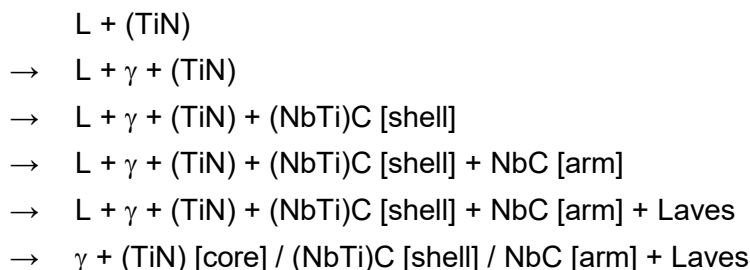 L + (TiN)
→ L + γ + (TiN)
→ L + γ + (TiN) + (NbTi)C [shell]
→ L + γ + (TiN) + (NbTi)C [shell] + NbC [arm]
→ L + γ + (TiN) + (NbTi)C [shell] + NbC [arm] + Laves
→ γ + (TiN) [core] / (NbTi)C [shell] / NbC [arm] + Laves